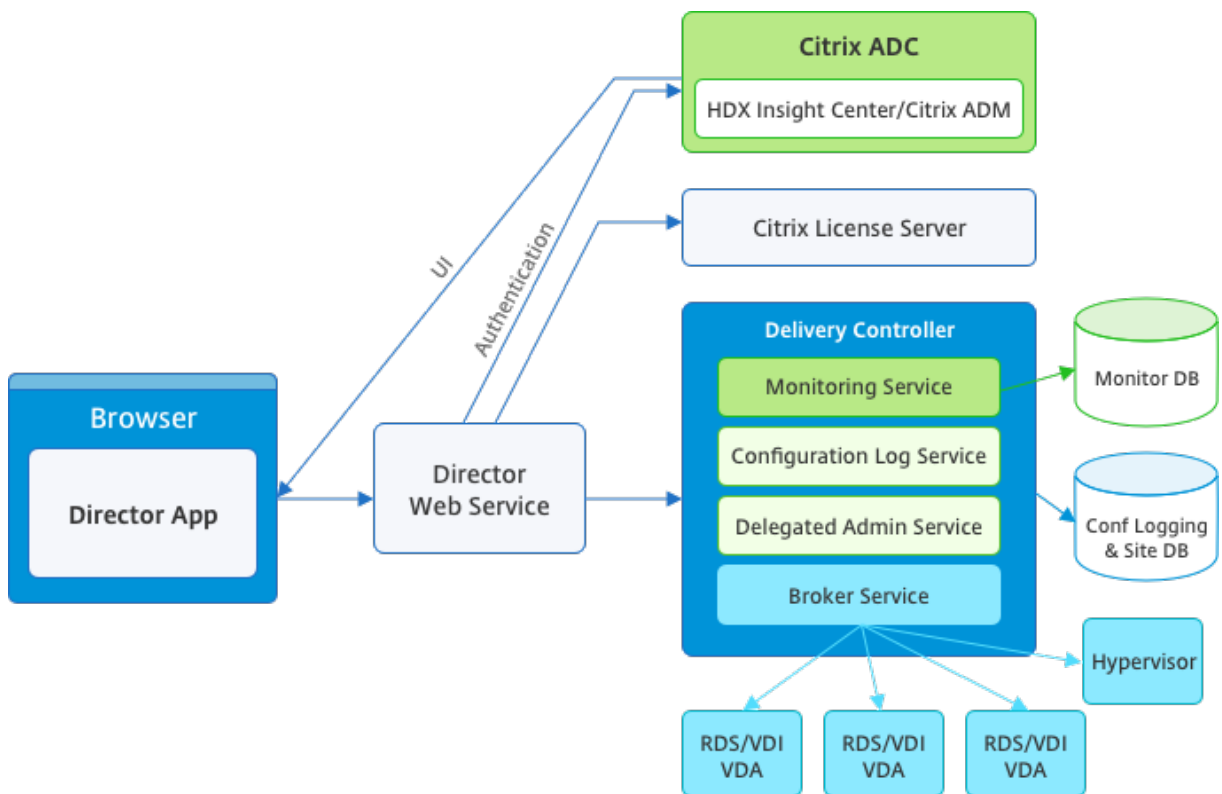 Citrix ADC
HDX Insight Center/Citrix ADM
Citrix License Server
UI
Authentication
Delivery Controller
Monitoring Service
Configuration Log Service
Delegated Admin Service
Broker Service
Monitor DB
Conf Logging
& Site DB
Browser
Director App
Director
Web Service
Hypervisor
RDS/VDI
VDA
RDS/VDI
VDA
RDS/VDI
VDA